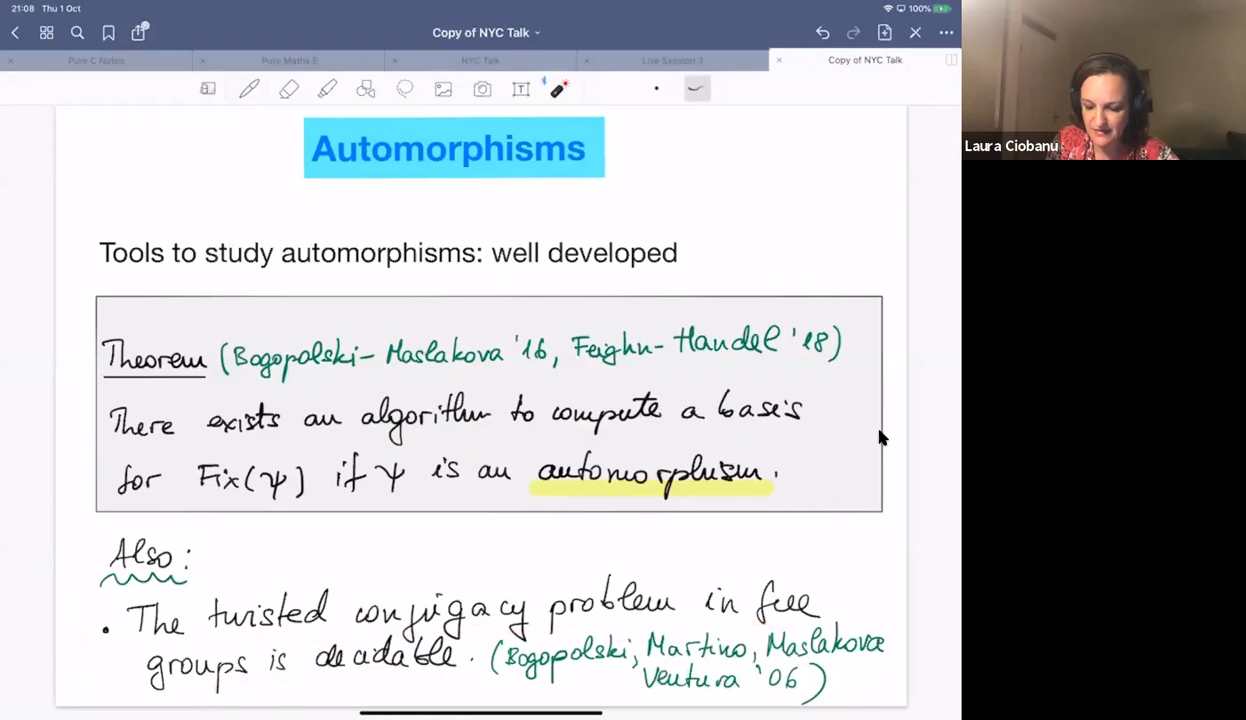 21:08 Thu 1 Oct
100%
Copy of NYC Talk
Pure C Notes
Pure Maths B
NYC Talk
Live Session 3
Copy of NYC Talk
Automorphisms
Laura Ciobanu
Tools to study automorphisms: well developed
Theorem (Bogopolski-Maslakova '16, Feighn-Handel '18)
There exists an algorithm to compute a basis
for Fix(ψ) if ψ is an automorphism.
Also:
• The twisted conjugacy problem in free
groups is decidable. (Bogopolski, Martino, Maslakova
Ventura '06)